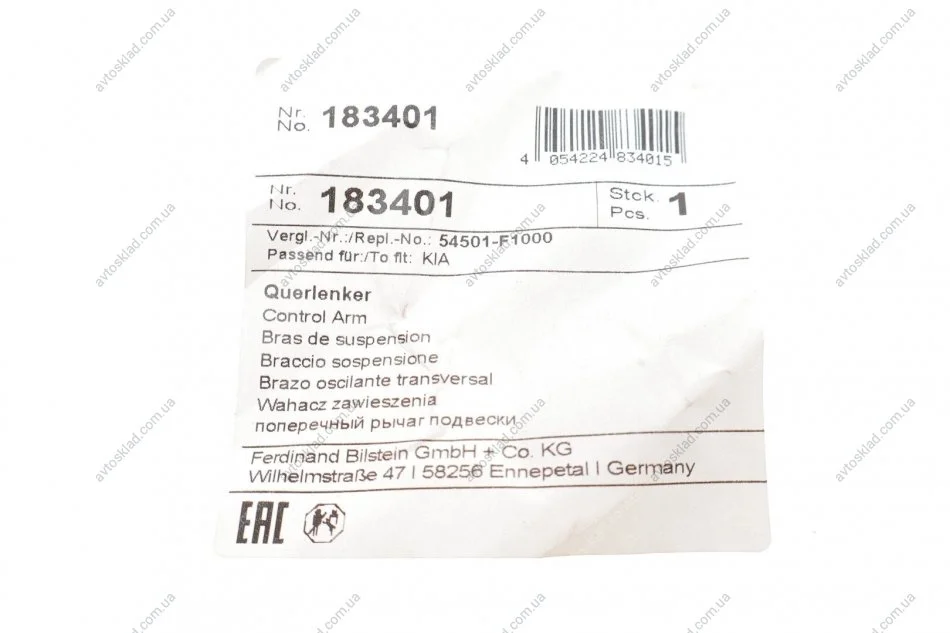 Nr.
No. 183401
4 054224 834015
Nr.
No. 183401
Stck.
Pcs. 1
Vergl.-Nr.:/Repl.-No.: 54501-F1000
Passend für:/To fit: KIA
Querlenker
Control Arm
Bras de suspension
Braccio sospensione
Brazo oscilante transversal
Wahacz zawieszenia
поперечный рычаг подвески
Ferdinand Bilstein GmbH + Co. KG
Wilhelmstraße 47 I 58256 Ennepetal I Germany
EAC
avtosklad.com.ua